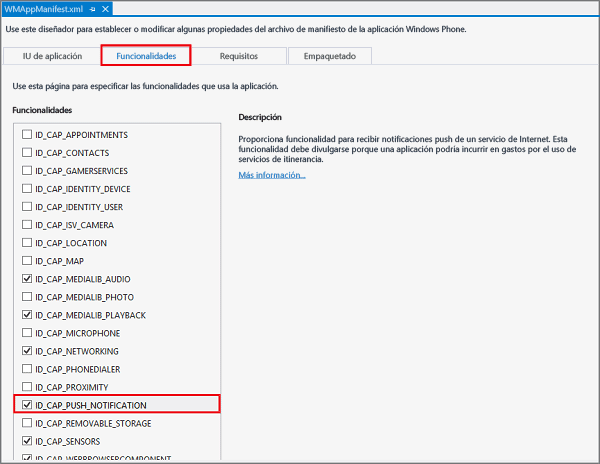 WMAppManifest.xml
Use este diseñador para establecer o modificar algunas propiedades del archivo de manifiesto de la aplicación Windows Phone.
IU de aplicación Funcionalidades Requisitos Empaquetado
Use esta página para especificar las funcionalidades que usa la aplicación.
Funcionalidades
ID_CAP_APPOINTMENTS
ID_CAP_CONTACTS
ID_CAP_GAMERSERVICES
ID_CAP_IDENTITY_DEVICE
ID_CAP_IDENTITY_USER
ID_CAP_ISV_CAMERA
ID_CAP_LOCATION
ID_CAP_MAP
ID_CAP_MEDIALIB_AUDIO
ID_CAP_MEDIALIB_PHOTO
ID_CAP_MEDIALIB_PLAYBACK
ID_CAP_MICROPHONE
ID_CAP_NETWORKING
ID_CAP_PHONEDIALER
ID_CAP_PROXIMITY
ID_CAP_PUSH_NOTIFICATION
ID_CAP_REMOVABLE_STORAGE
ID_CAP_SENSORS
ID_CAP_WEBBROWSERCOMPONENT
Descripción
Proporciona funcionalidad para recibir notificaciones push de un servicio de Internet. Esta
funcionalidad debe divulgarse porque una aplicación podría incurrir en gastos por el uso de
servicios de itinerancia.
Más información...